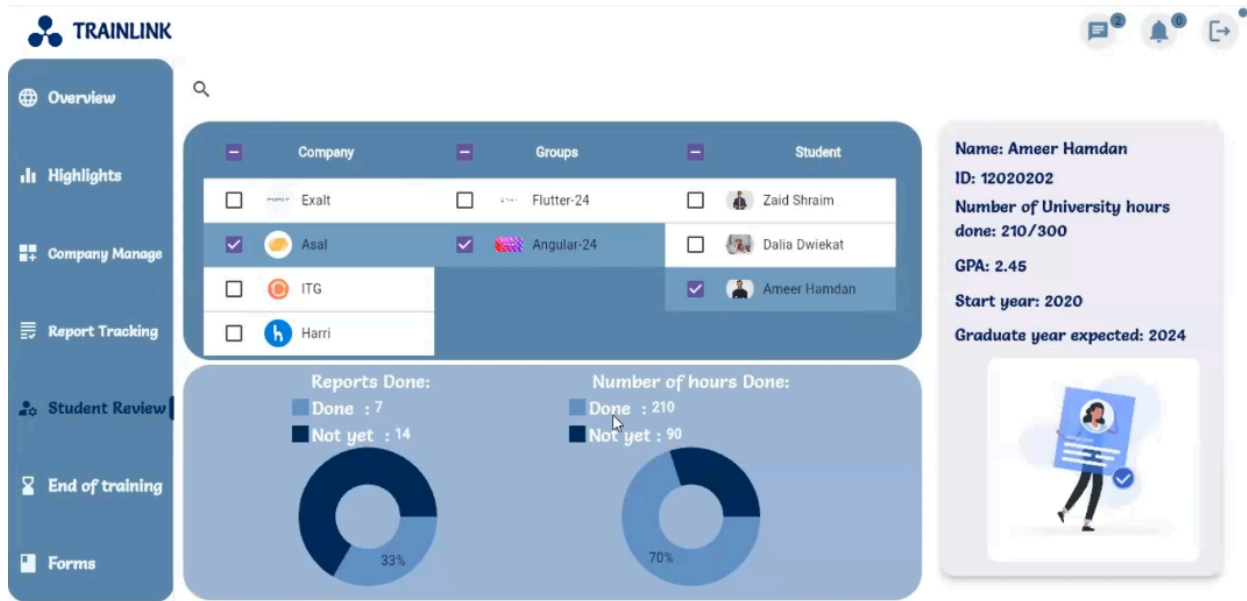 TRAINLINK
2
0
Overview
Highlights
Company Manage
Report Tracking
Student Review
End of training
Forms
Company Groups Student
Exalt Flutter-24 Zaid Shraim
Asal Angular-24 Dalia Dwiekat
ITG Ameer Hamdan
Harri
Reports Done:
Done : 7
Not yet : 14
33%
Number of hours Done:
Done : 210
Not yet : 90
70%
Name: Ameer Hamdan
ID: 12020202
Number of University hours
done: 210/300
GPA: 2.45
Start year: 2020
Graduate year expected: 2024